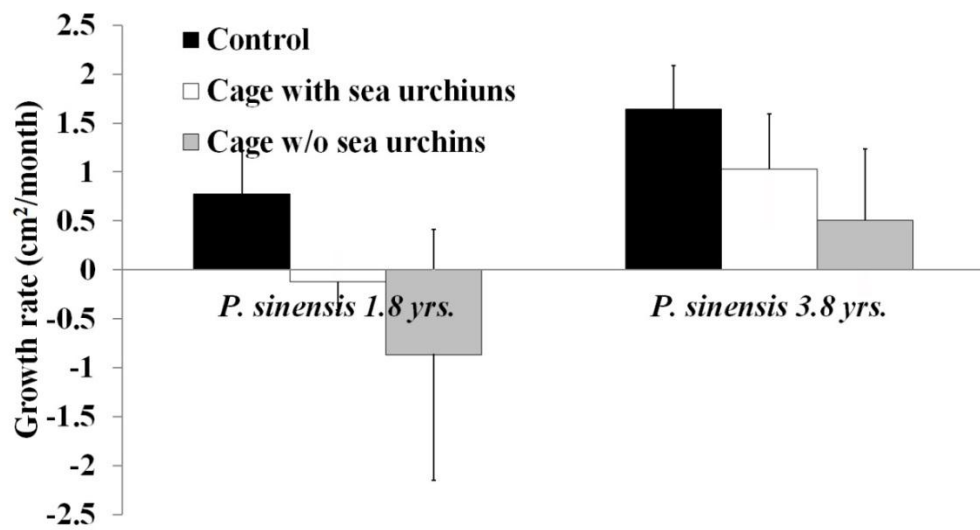 2.5
2
1.5
1
0.5
0
-0.5
-1
-1.5
-2
-2.5
Growth rate (cm²/month)
Control
Cage with sea urchiuns
Cage w/o sea urchins
P. sinensis 1.8 yrs.
P. sinensis 3.8 yrs.